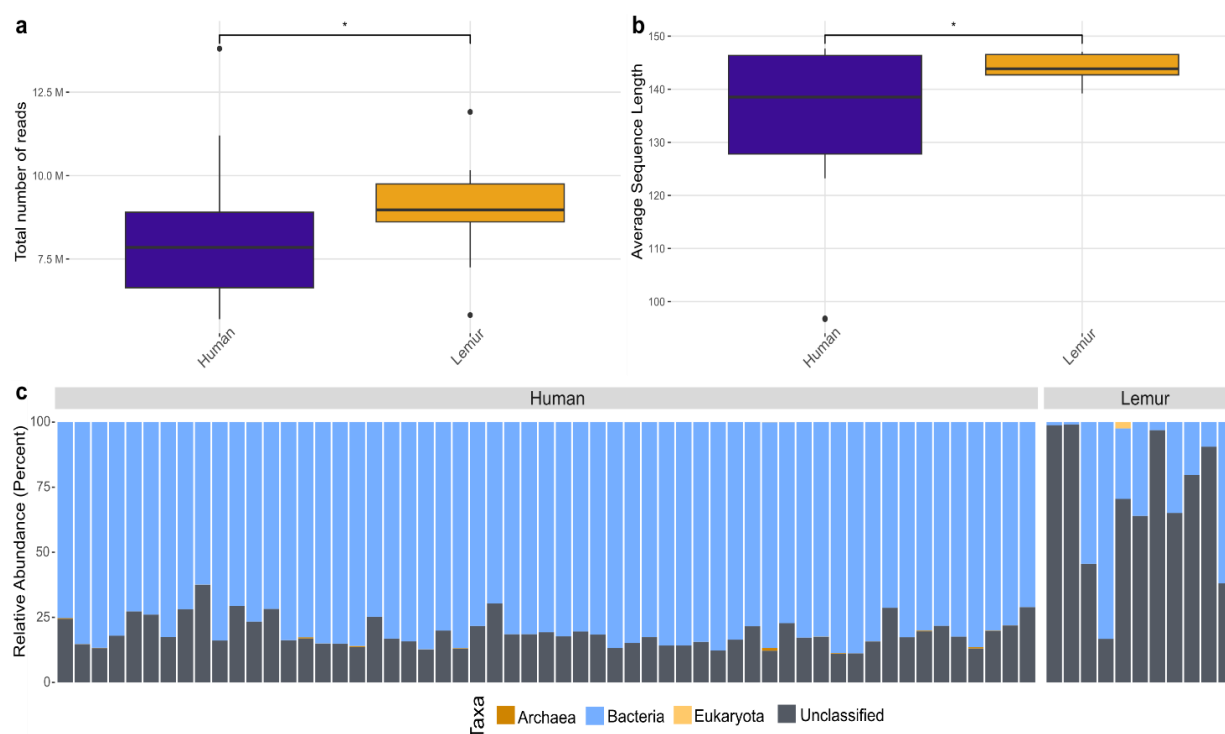 a
*
Total number of reads
12.5 M
10.0 M
7.5 M
Human
Lemur
b
*
Average Sequence Length
150
140
130
120
110
100
Human
Lemur
c
Human
Lemur
Relative Abundance (Percent)
100
75
50
25
0
Taxa
Archaea
Bacteria
Eukaryota
Unclassified